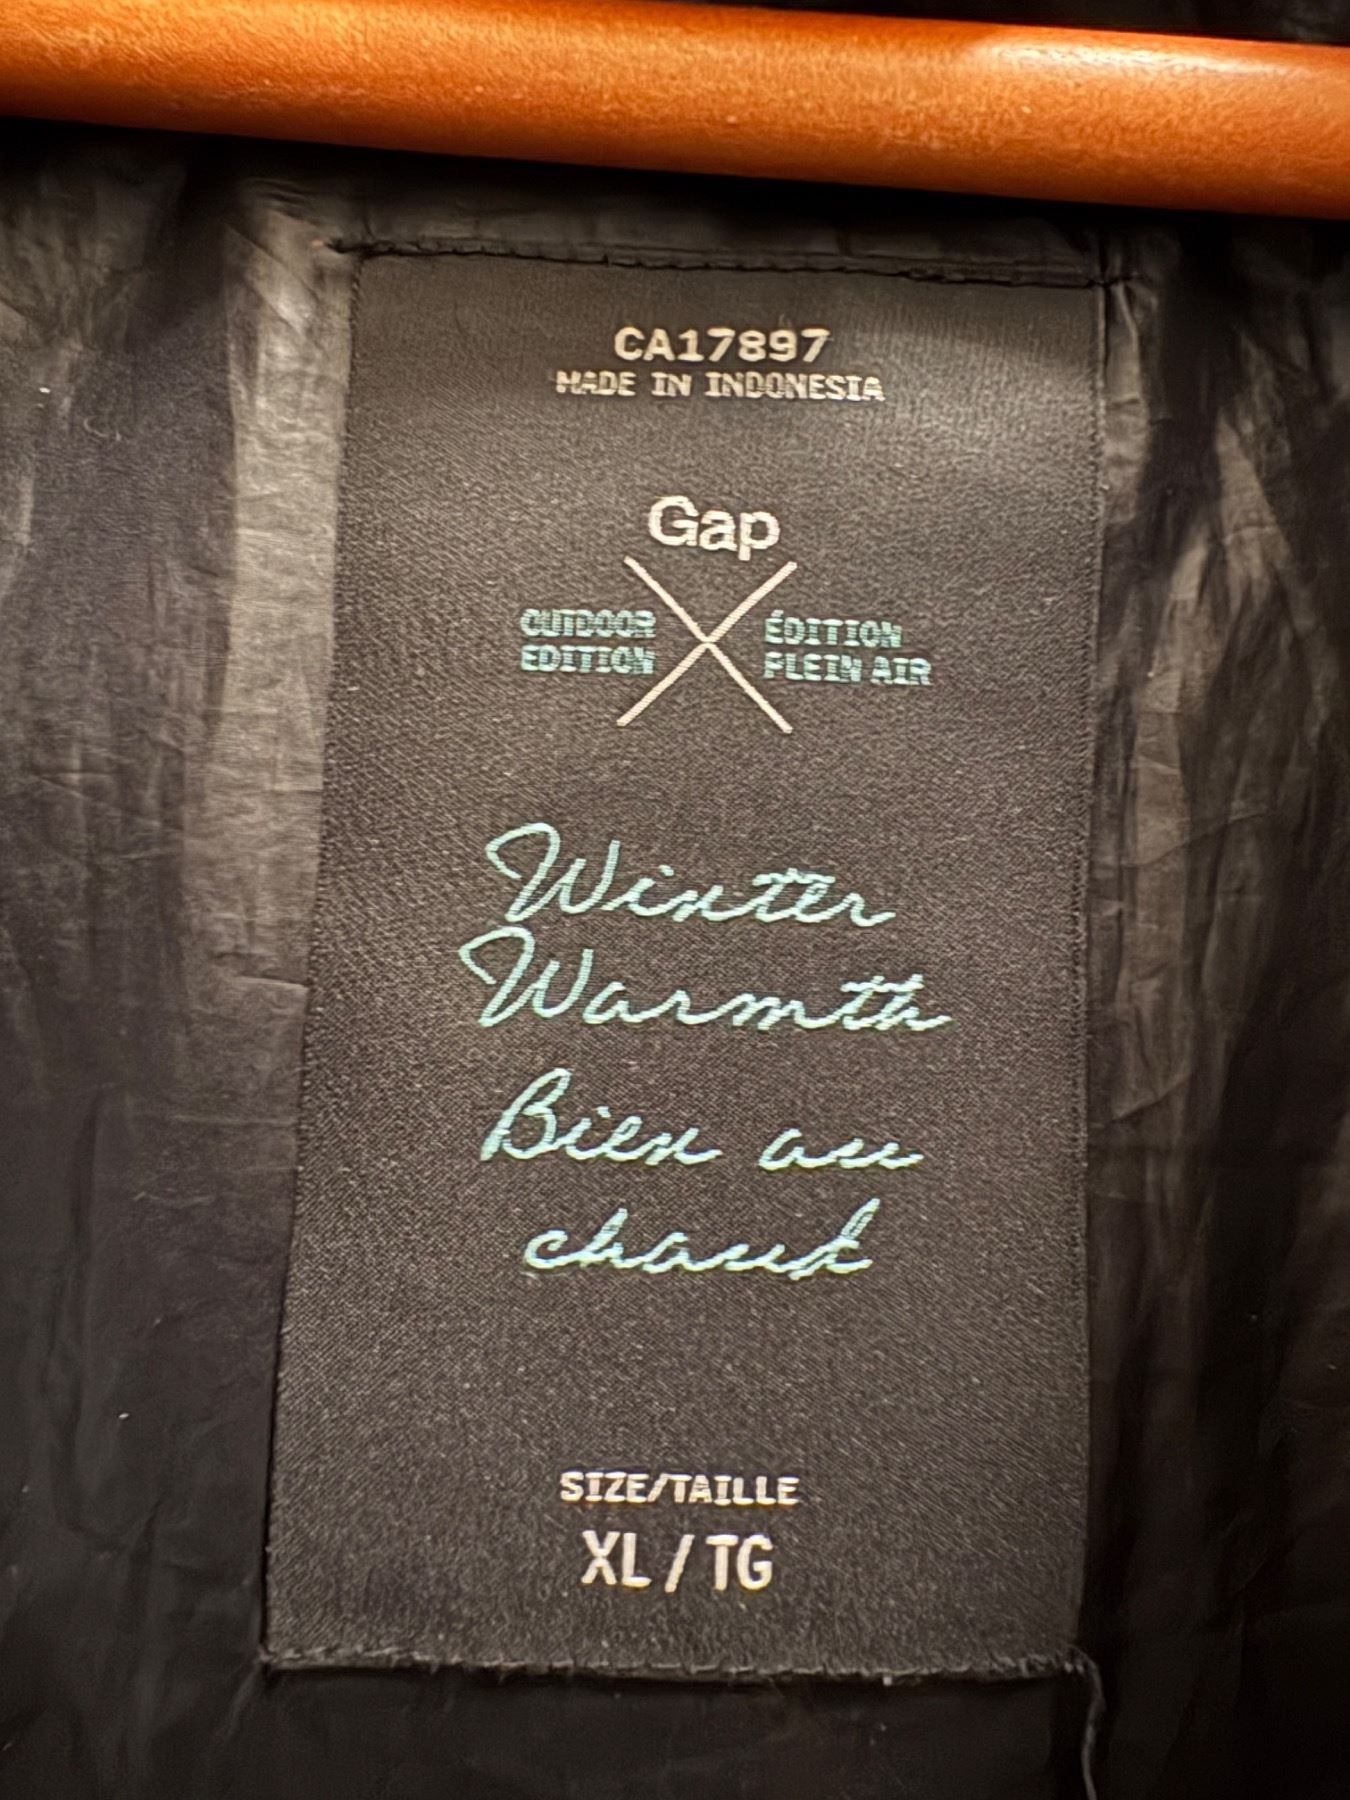 CA17897
MADE IN INDONESIA
Gap
OUTDOOR EDITION
ÉDITION PLEIN AIR
Winter
Warmth
Bien au
chaud
SIZE/TAILLE
XL / TG